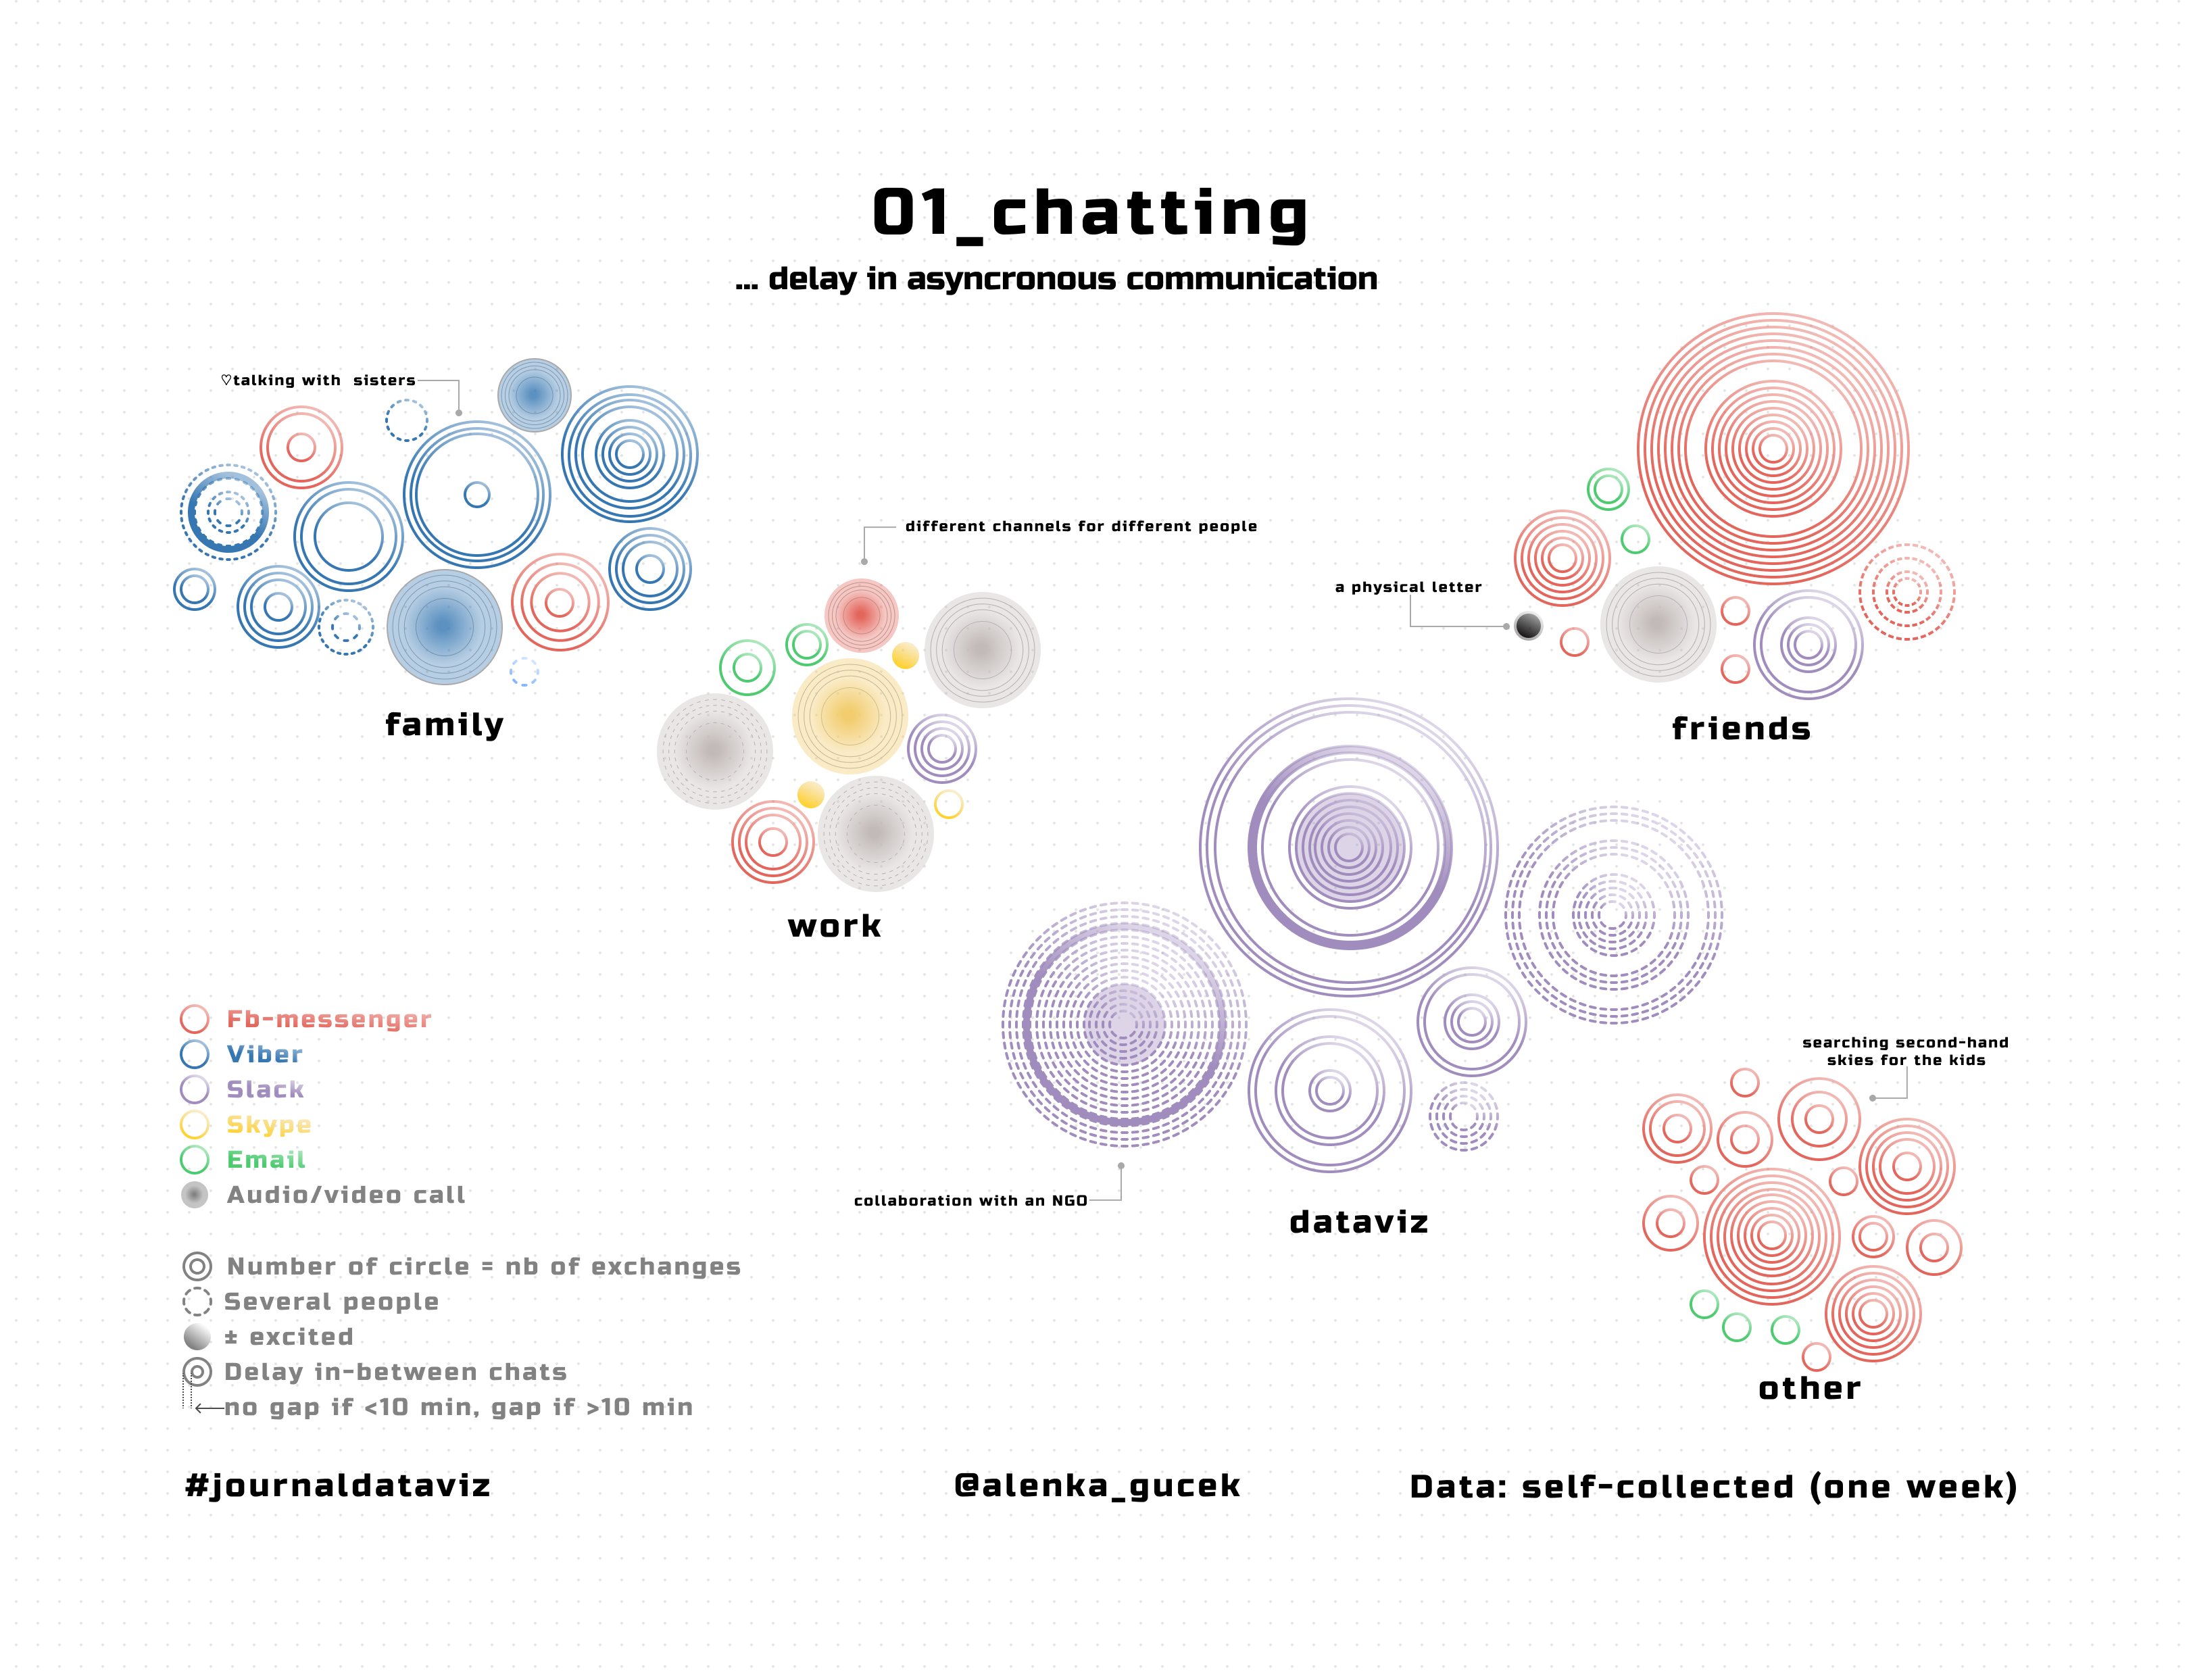 01_chatting
... delay in asyncronous communication
♡talking with sisters
different channels for different people
a physical letter
family
friends
work
Fb-messenger
Viber
Slack
Skype
Email
Audio/video call
searching second-hand
skies for the kids
collaboration with an NGO
dataviz
Number of circle = nb of exchanges
Several people
± excited
Delay in-between chats
no gap if <10 min, gap if >10 min
other
#journaldataviz
@alenka_gucek
Data: self-collected (one week)